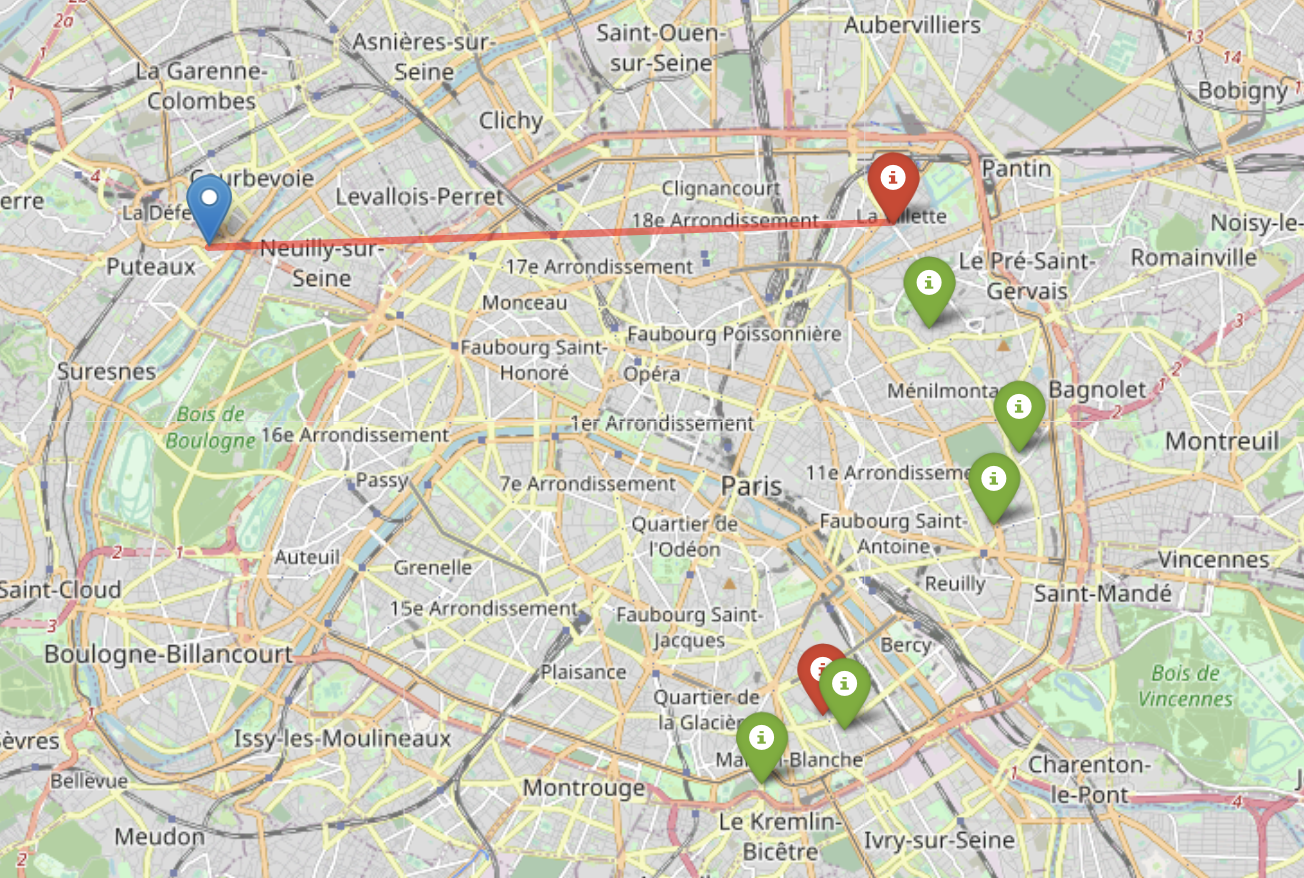 2a
1
Asnières-sur-
Seine
Saint-Ouen-
sur-Seine
Aubervilliers
13
14
La Garenne-
Colombes
Clichy
Bobigny
1
4
Courbevoie
Levallois-Perret
Clignancourt
Pantin
erre
La Défe
18e Arrondissement
La Villette
Noisy-le-
Puteaux
Neuilly-sur-
Seine
17e Arrondissement
Le Pré-Saint-
Gervais
Romainville
Monceau
Faubourg Poissonnière
3
Faubourg Saint-
Honoré
Opéra
Suresnes
Ménilmonta
Bagnolet
1
2
2
Bois de
Boulogne
16e Arrondissement
1er Arrondissement
Montreuil
Passy
7e Arrondissement
Paris
11e Arrondisseme
Quartier de
l'Odéon
Faubourg Saint-
Antoine
2
1
Auteuil
Grenelle
Vincennes
Saint-Cloud
Reuilly
Saint-Mandé
15e Arrondissement
Faubourg Saint-
Jacques
3
Boulogne-Billancourt
Bercy
Plaisance
Bois de
Vincennes
Quartier de
la Glacière
1
èvres
Issy-les-Moulineaux
Maison-Blanche
Bellevue
Montrouge
Charenton-
le-Pont
1
4
Meudon
Le Kremlin-
Bicêtre
Ivry-sur-Seine
2